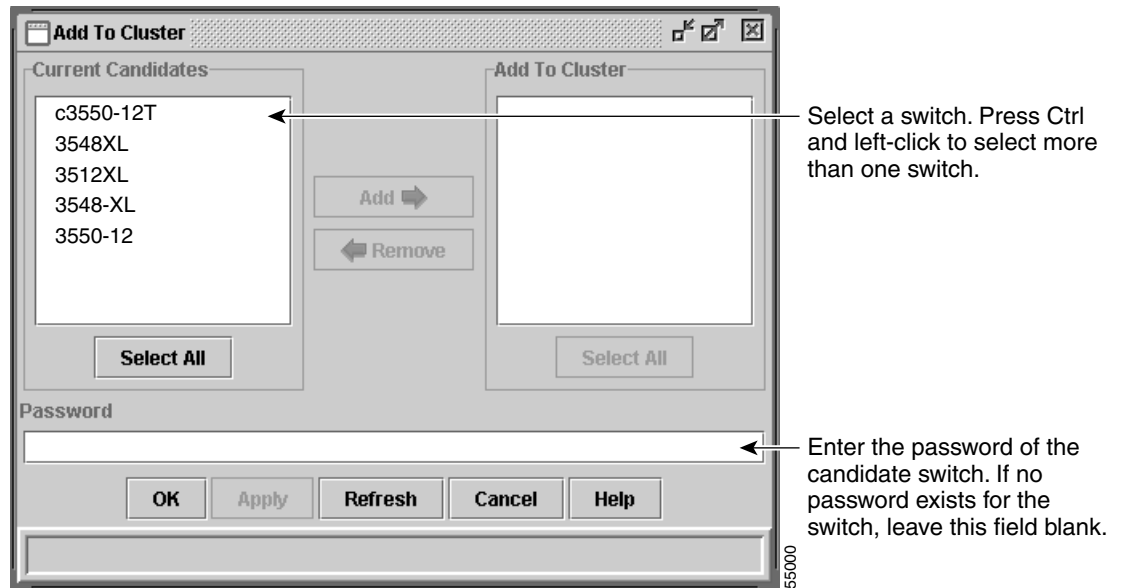 Add To Cluster
Current Candidates
Add To Cluster
c3550-12T
3548XL
3512XL
3548-XL
3550-12
Add
Remove
Select All
Select All
Select a switch. Press Ctrl
and left-click to select more
than one switch.
Password
Enter the password of the
candidate switch. If no
password exists for the
switch, leave this field blank.
OK
Apply
Refresh
Cancel
Help
55000